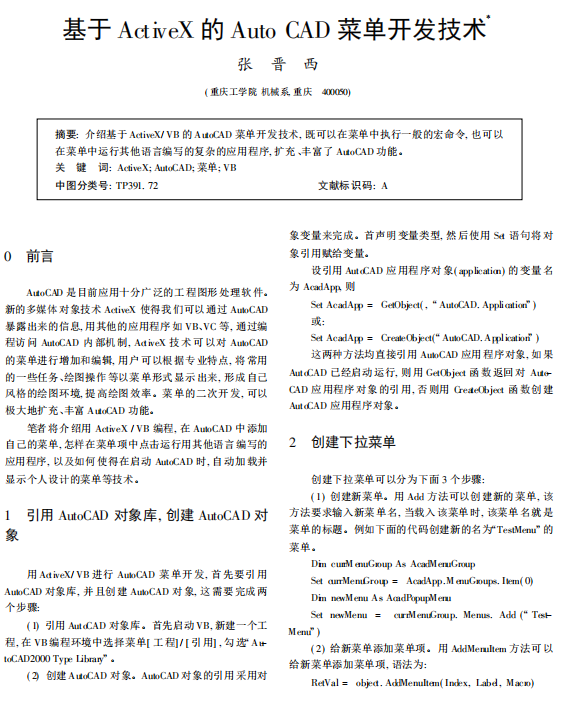 基于 ActiveX 的 Auto CAD 菜单开发技术*
张 晋 西
(重庆工学院 机械系, 重庆 400050)
摘要: 介绍基于 ActiveX/VB 的 AutoCAD 菜单开发技术, 既可以在菜单中执行一般的宏命令, 也可以
在菜单中运行其他语言编写的复杂的应用程序, 扩充、丰富了 AutoCAD 功能。
关 键 词: ActiveX; AutoCAD; 菜单; VB
中图分类号: TP391. 72 文献标识码: A
0 前言
AutoCAD 是目前应用十分广泛的工程图形处理软件。
新的多媒体对象技术 ActiveX 使得我们可以通过 AutoCAD
暴露出来的信息, 用其他的应用程序如 VB、VC 等, 通过编
程访问 AutoCAD 内部机制, ActiveX 技术可以对 AutoCAD
的菜单进行增加和编辑, 用户可以根据专业特点, 将常用
的一些任务、绘图操作等以菜单形式显示出来, 形成自己
风格的绘图环境, 提高绘图效率。菜单的二次开发, 可以
极大地扩充、丰富 AutoCAD 功能。
笔者将介绍用 ActiveX / VB 编程, 在 AutoCAD 中添加
自己的菜单, 怎样在菜单项中点击运行用其他语言编写的
应用程序, 以及如何使得在启动 AutoCAD 时, 自动加载并
显示个人设计的菜单等技术。
1 引用 AutoCAD 对象库, 创建 AutoCAD 对
象
用 ActiveX/VB 进行 AutoCAD 菜单开发, 首先要引用
AutoCAD 对象库, 并且创建 AutoCAD 对象, 这需要完成两
个步骤:
(1) 引用 AutoCAD 对象库。首先启动 VB, 新建一个工
程, 在 VB 编程环境中选择菜单[工程]/[引用], 勾选“Au-
toCAD2000 Type Library”。
(2) 创建 AutoCAD 对象。AutoCAD 对象的引用采用对
象变量来完成。首声明变量类型, 然后使用 Set 语句将对
象引用赋给变量。
设引用 AutoCAD 应用程序对象(application) 的变量名
为 AcadApp, 则
Set AcadApp = GetObject(, “AutoCAD. Application”)
或:
Set AcadApp = CreateObject(“AutoCAD. Application”)
这两种方法均直接引用 AutoCAD 应用程序对象, 如果
AutoCAD 已经启动运行, 则用 GetObject 函数返回对 Auto-
CAD 应用程序对象的引用, 否则用 CreateObject 函数创建
AutoCAD 应用程序对象。
2 创建下拉菜单
创建下拉菜单可以分为下面 3 个步骤:
(1) 创建新菜单。用 Add 方法可以创建新的菜单, 该
方法要求输入新菜单名, 当载入该菜单时, 该菜单名就是
菜单的标题。例如下面的代码创建新的名为“TestMenu”的
菜单。
Dim currMenuGroup As AcadMenuGroup
Set currMenuGroup = AcadApp. MenuGroups. Item(0)
Dim newMenu As AcadPopupMenu
Set newMenu = currMenuGroup. Menus. Add (“Test-
Menu”)
(2) 给新菜单添加菜单项。用 AddMenuItem 方法可以
给新菜单添加菜单项, 语法为:
RetVal = object. AddMenuItem(Index, Label, Macro)